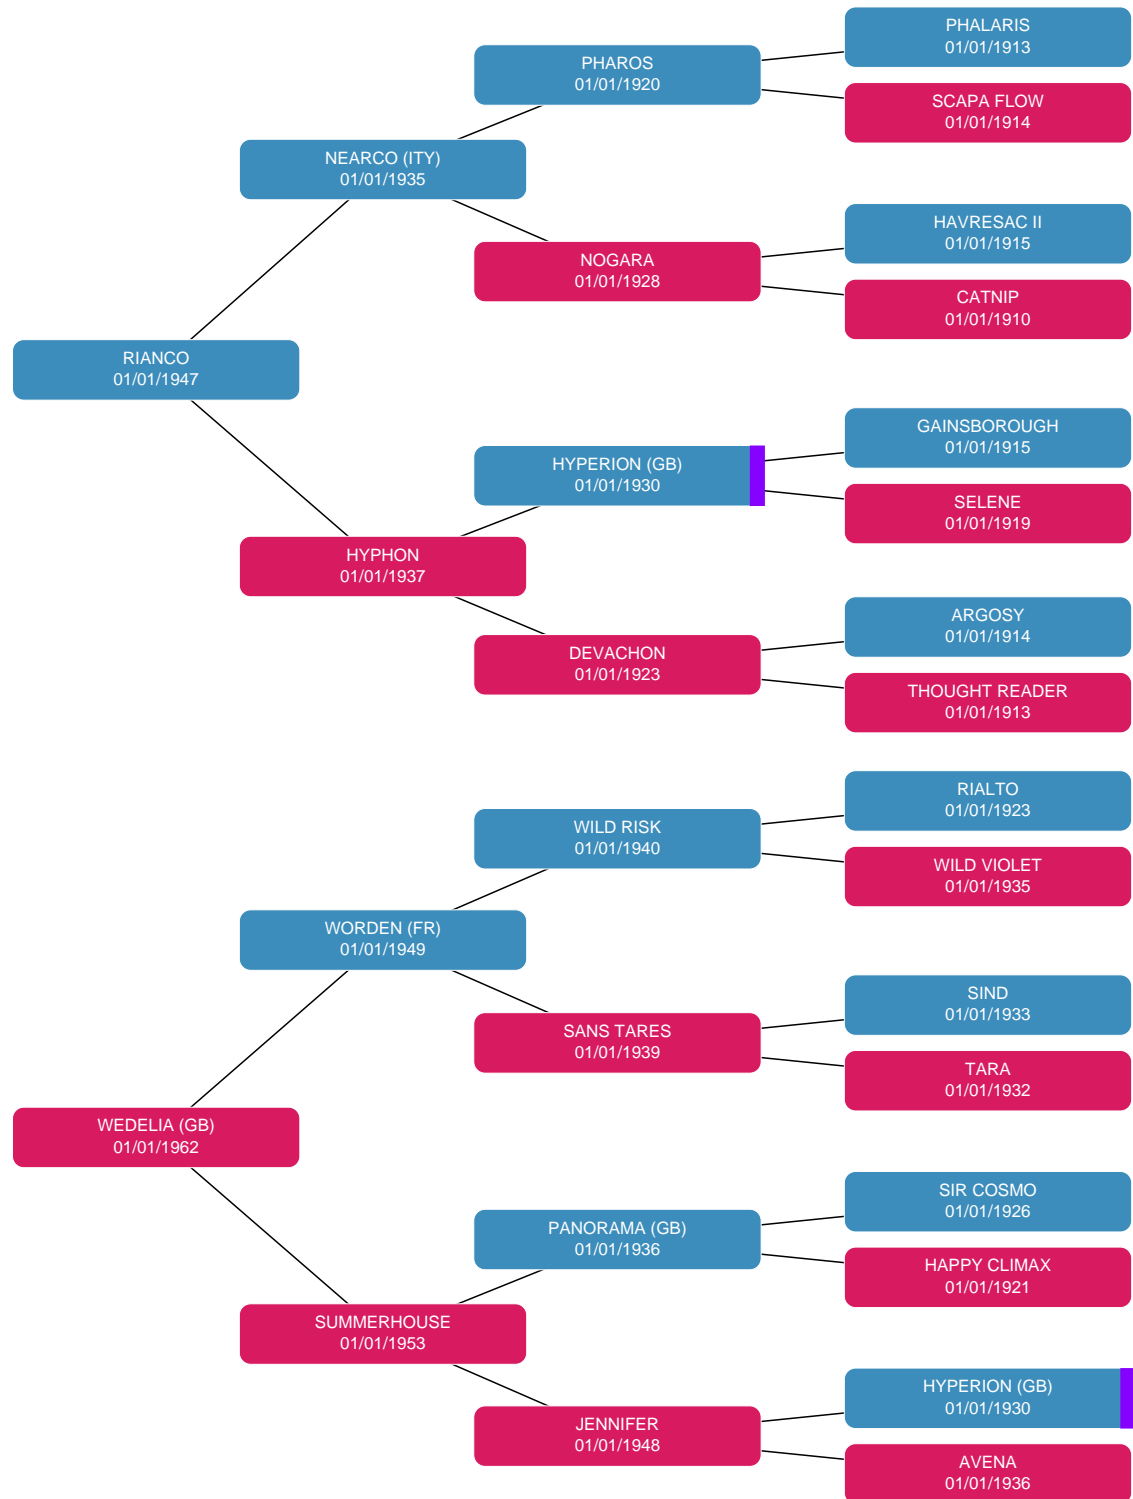 PHALARIS
01/01/1913
PHAROS
01/01/1920
SCAPA FLOW
01/01/1914
NEARCO (ITY)
01/01/1935
HAVRESAC II
01/01/1915
NOGARA
01/01/1928
CATNIP
01/01/1910
RIANCO
01/01/1947
GAINSBOROUGH
01/01/1915
HYPERION (GB)
01/01/1930
SELENE
01/01/1919
HYPHON
01/01/1937
ARGOSY
01/01/1914
DEVACHON
01/01/1923
THOUGHT READER
01/01/1913
RIALTO
01/01/1923
WILD RISK
01/01/1940
WILD VIOLET
01/01/1935
WORDEN (FR)
01/01/1949
SIND
01/01/1933
SANS TARES
01/01/1939
TARA
01/01/1932
WEDELIA (GB)
01/01/1962
SIR COSMO
01/01/1926
PANORAMA (GB)
01/01/1936
HAPPY CLIMAX
01/01/1921
SUMMERHOUSE
01/01/1953
HYPERION (GB)
01/01/1930
JENNIFER
01/01/1948
AVENA
01/01/1936